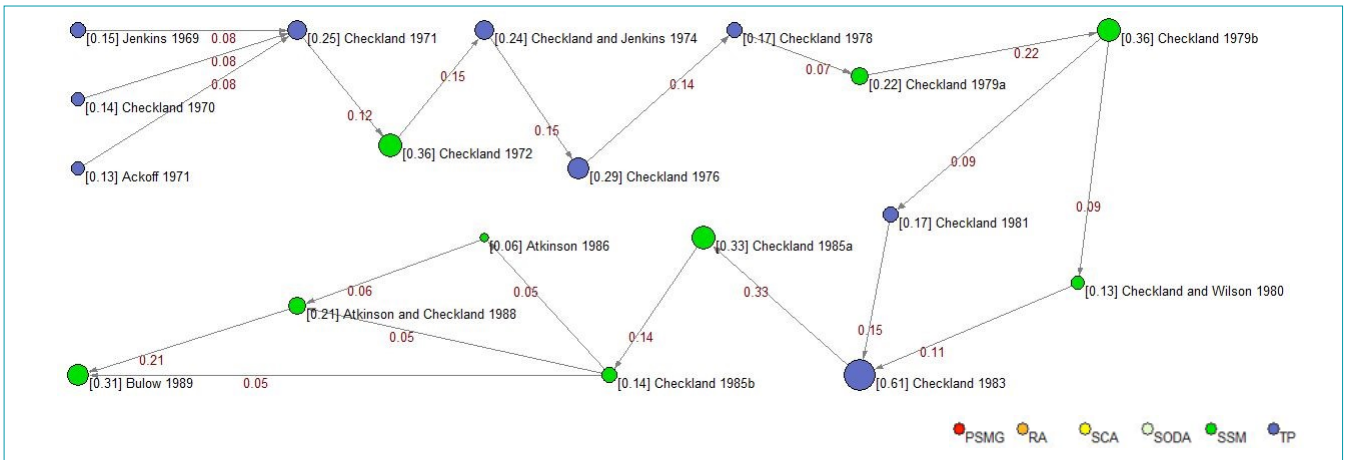 [0.15] Jenkins 1969
0.08
[0.25] Checkland 1971
[0.24] Checkland and Jenkins 1974
[0.17] Checkland 1978
[0.36] Checkland 1979b
0.08
0.08
0.15
0.14
0.07
0.22
[0.22] Checkland 1979a
[0.14] Checkland 1970
0.12
0.15
[0.36] Checkland 1972
[0.13] Ackoff 1971
[0.29] Checkland 1976
0.09
0.09
[0.17] Checkland 1981
[0.06] Atkinson 1986
[0.33] Checkland 1985a
0.06
0.05
0.33
[0.13] Checkland and Wilson 1980
[0.21] Atkinson and Checkland 1988
0.05
0.14
0.15
0.21
0.11
[0.31] Bulow 1989
0.05
[0.14] Checkland 1985b
[0.61] Checkland 1983
PSMG RA SCA SODA SSM TP